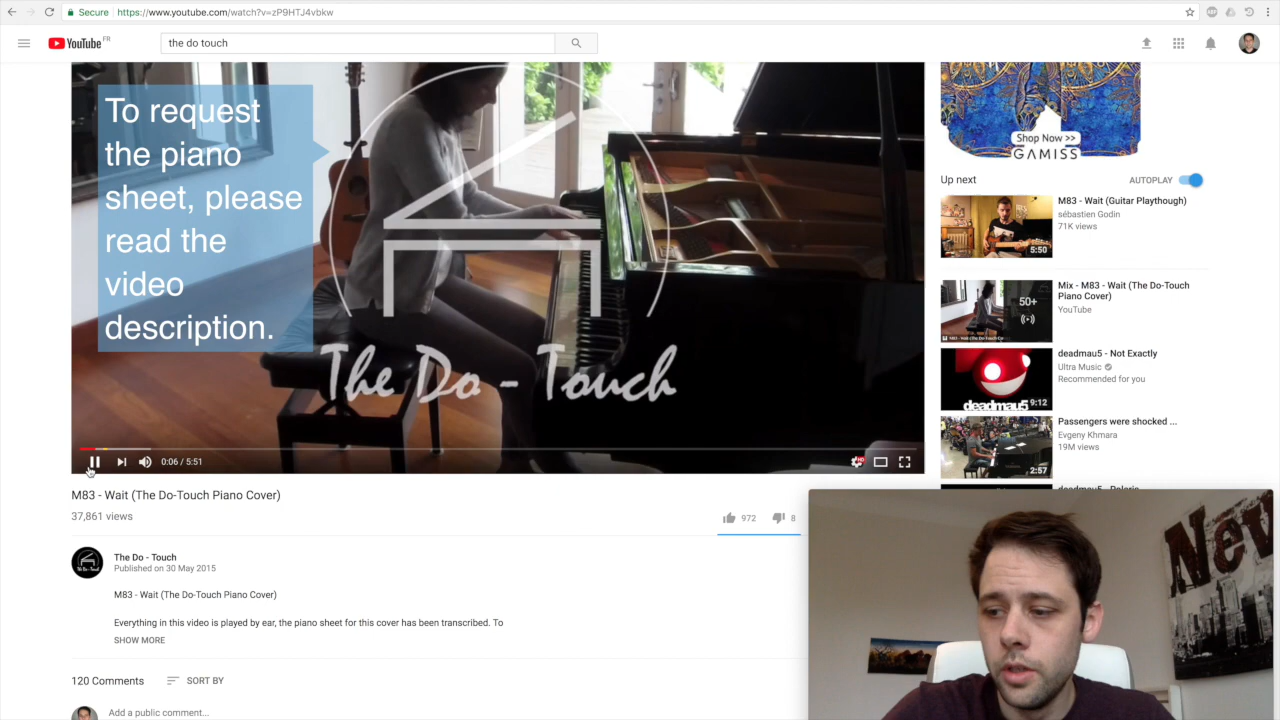 Secure
https://www.youtube.com/watch?v=zP9HTJ4vbkw
YouTube FR
the do touch
To request
the piano
sheet, please
read the
video
description.
The Do - Touch
0:06 / 5:51
HD
M83 - Wait (The Do-Touch Piano Cover)
37,861 views
972
8
The Do - Touch
Published on 30 May 2015
M83 - Wait (The Do-Touch Piano Cover)
Everything in this video is played by ear, the piano sheet for this cover has been transcribed. To
SHOW MORE
120 Comments
SORT BY
Add a public comment...
Shop Now >>
GAMISS
Up next
AUTOPLAY
M83 - Wait (Guitar Playthough)
sébastien Godin
71K views
5:50
Mix - M83 - Wait (The Do-Touch
Piano Cover)
YouTube
50+
deadmau5 - Not Exactly
Ultra Music
Recommended for you
deadmau5
9:12
Passengers were shocked ...
Evgeny Khmara
19M views
2:57
New